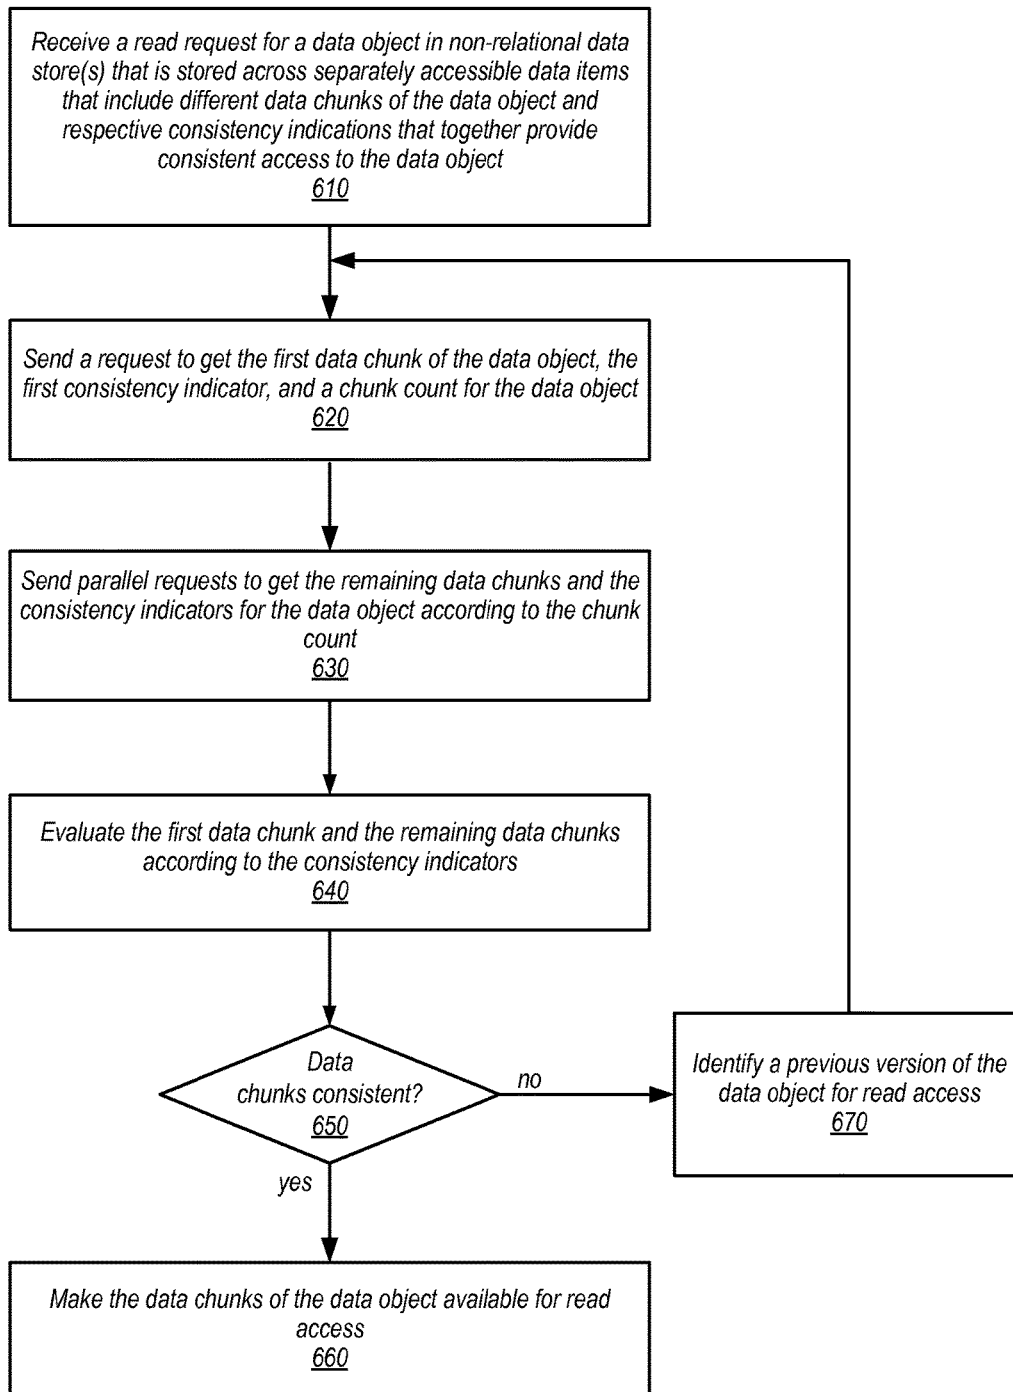 Receive a read request for a data object in non-relational data
store(s) that is stored across separately accessible data items
that include different data chunks of the data object and
respective consistency indications that together provide
consistent access to the data object
610
Send a request to get the first data chunk of the data object, the
first consistency indicator, and a chunk count for the data object
620
Send parallel requests to get the remaining data chunks and the
consistency indicators for the data object according to the chunk
count
630
Evaluate the first data chunk and the remaining data chunks
according to the consistency indicators
640
Data
chunks consistent?
650
no
Identify a previous version of the
data object for read access
670
yes
Make the data chunks of the data object available for read
access
660